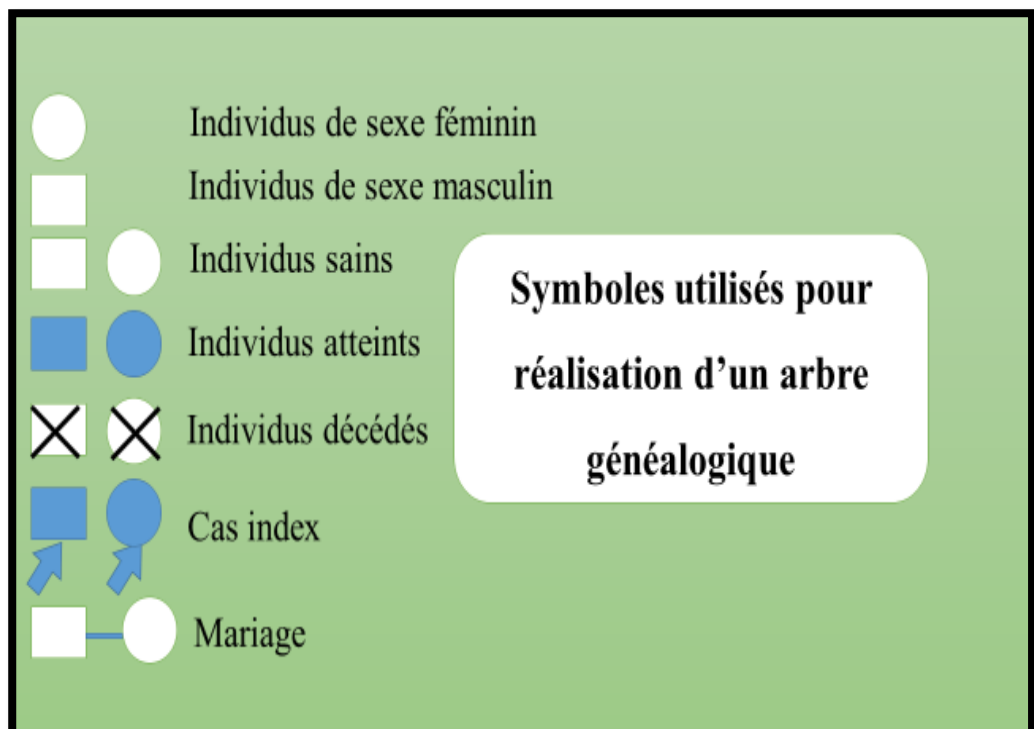 Individus de sexe féminin
Individus de sexe masculin
Individus sains
Individus atteints
Individus décédés
Cas index
Mariage
Symboles utilisés pour
réalisation d’un arbre
généalogique